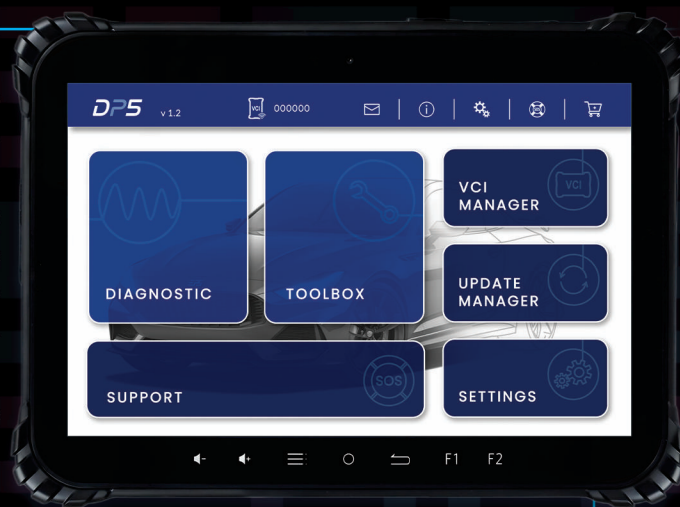 DP5 v 1.2
VCI 000000
DIAGNOSTIC
TOOLBOX
VCI
MANAGER
VCI
UPDATE
MANAGER
SUPPORT
SOS
SETTINGS
- + F1 F2